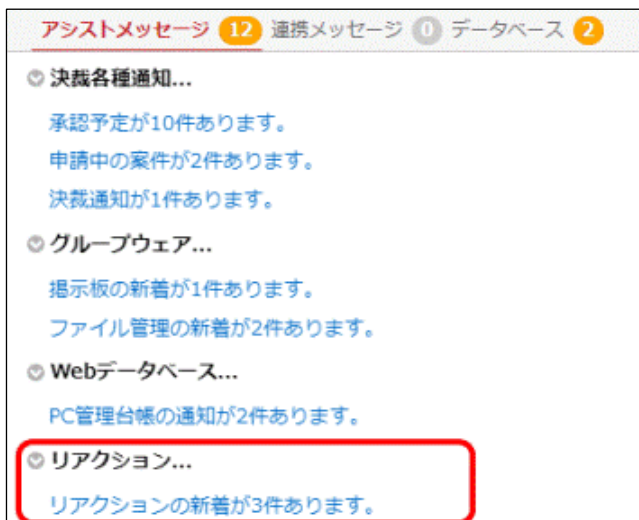 アシストメッセージ 12 連携メッセージ 0 データベース 2
決裁各種通知...
承認予定が10件あります。
申請中の案件が2件あります。
決裁通知が1件あります。
グループウェア...
掲示板の新着が1件あります。
ファイル管理の新着が2件あります。
Webデータベース...
PC管理台帳の通知が2件あります。
リアクション...
リアクションの新着が3件あります。